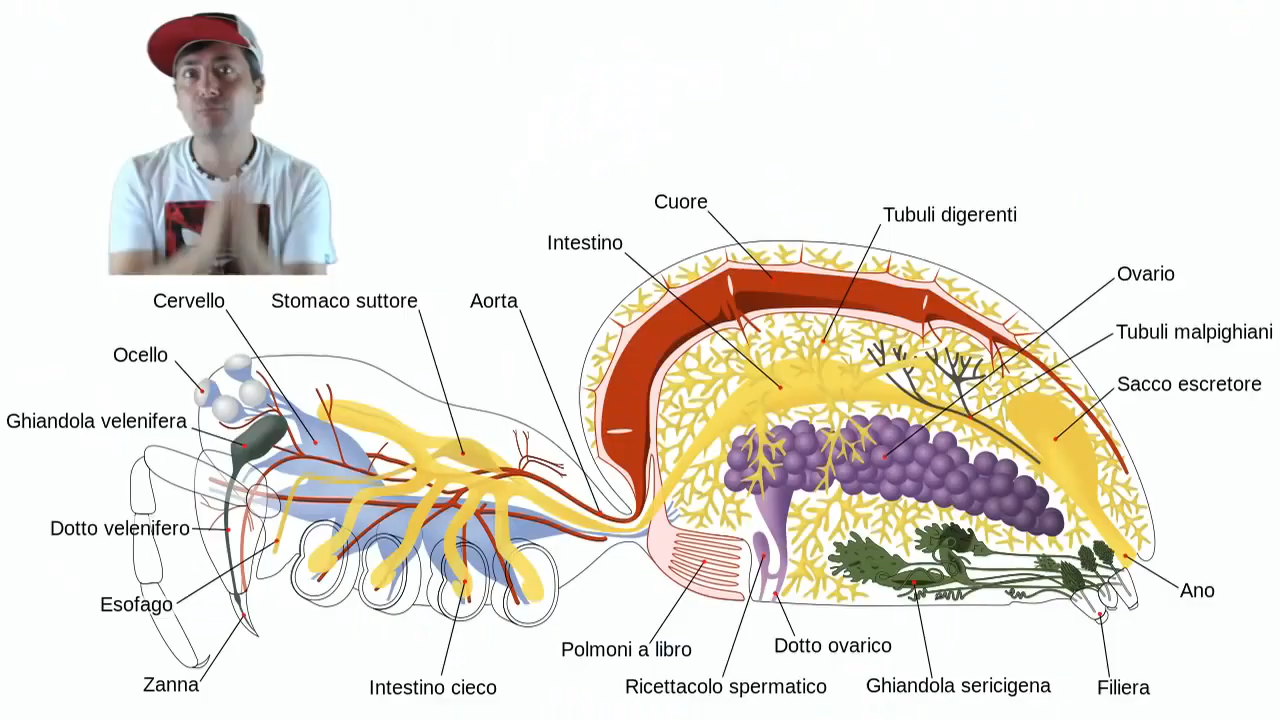 Cuore
Tubuli digerenti
Intestino
Ovario
Cervello
Stomaco suttore
Aorta
Tubuli malpighiani
Ocello
Sacco escretore
Ghiandola velenifera
Dotto velenifero
Ano
Esofago
Polmoni a libro
Dotto ovarico
Zanna
Intestino cieco
Ricettacolo spermatico
Ghiandola sericigena
Filiera